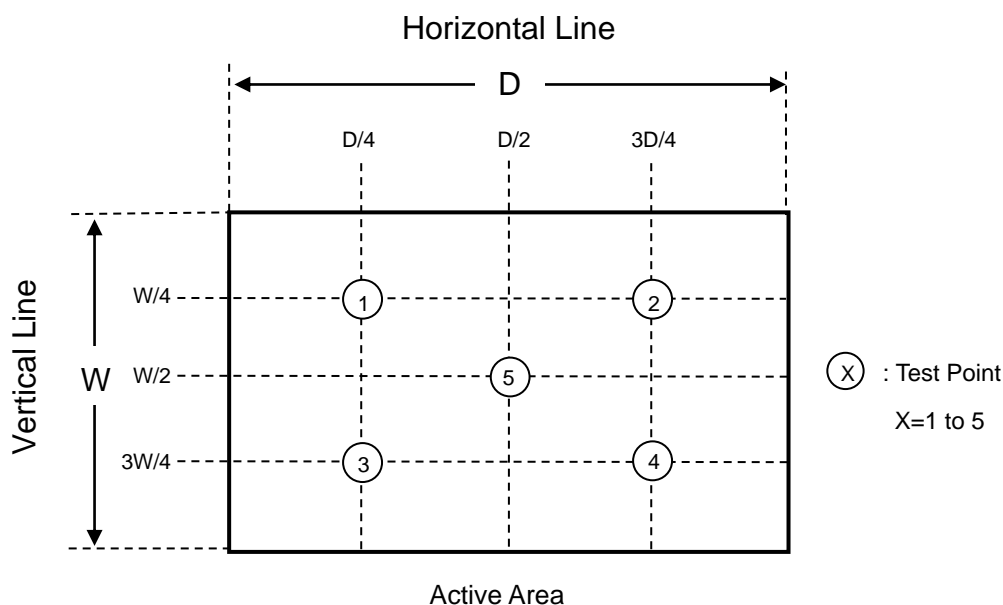 Horizontal Line
D
D/4 D/2 3D/4
Vertical Line
W
W/4
1 2
W/2
5
X : Test Point
X=1 to 5
3W/4
3 4
Active Area